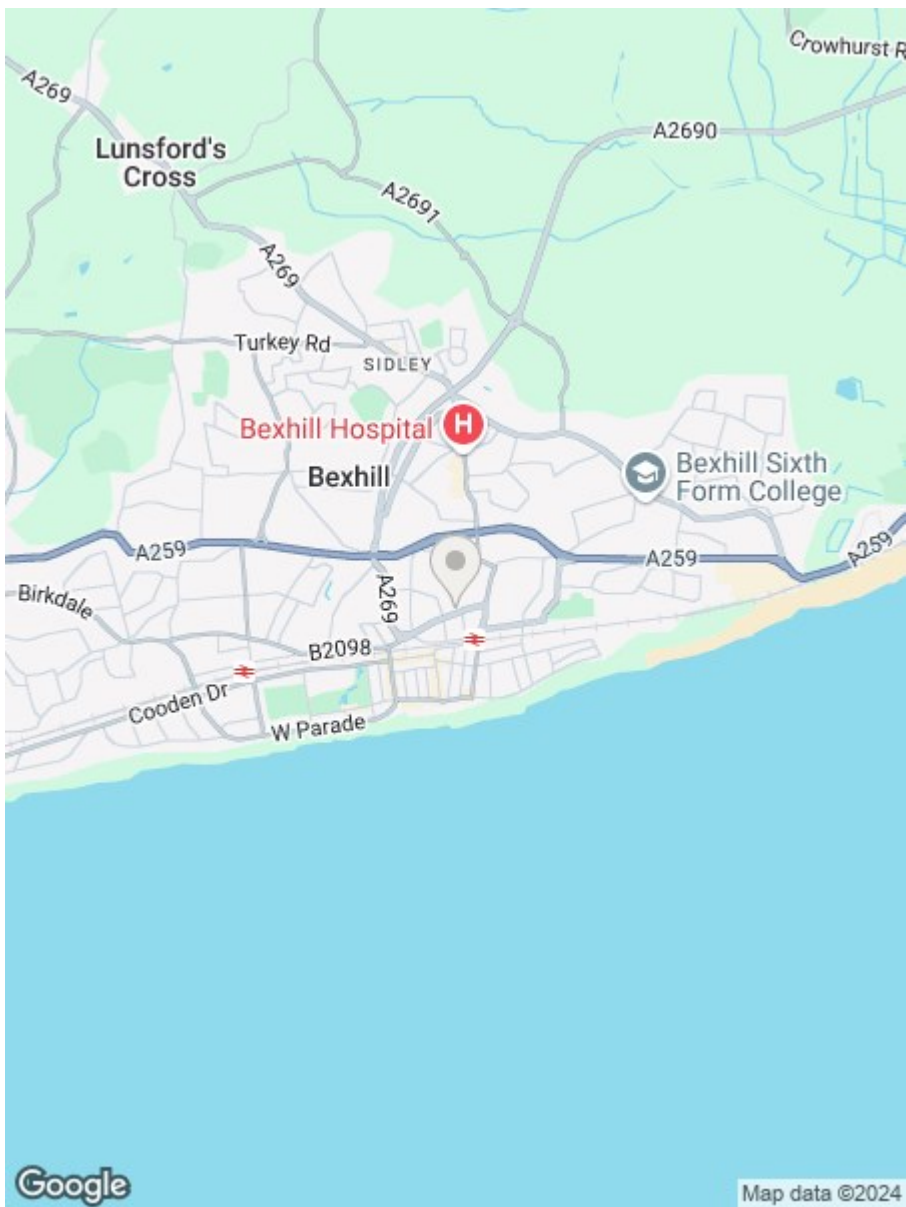 Crowhurst R
A269
A2690
Lunsford's
Cross
A2691
A269
Turkey Rd
SIDLEY
Bexhill Hospital
H
Bexhill
Bexhill Sixth
Form College
A259
A259
A259
Birkdale
A269
B2098
Cooden Dr
W Parade
Google
Map data ©2024